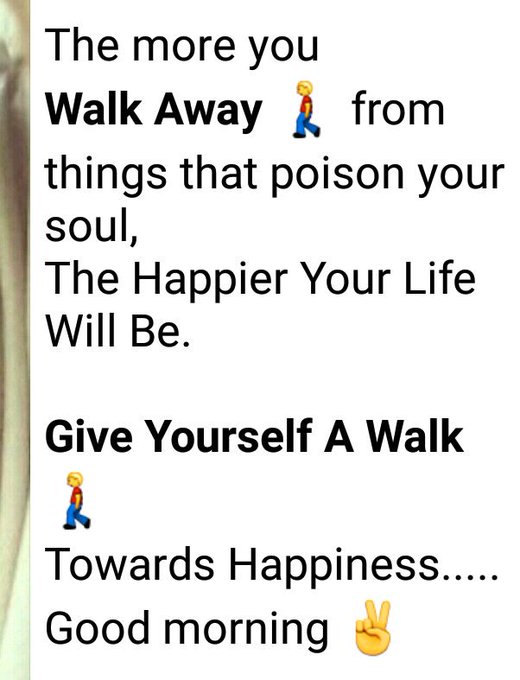 The more you
Walk Away 🚶 from
things that poison your
soul,
The Happier Your Life
Will Be.
Give Yourself A Walk
🚶
Towards Happiness.....
Good morning ✌